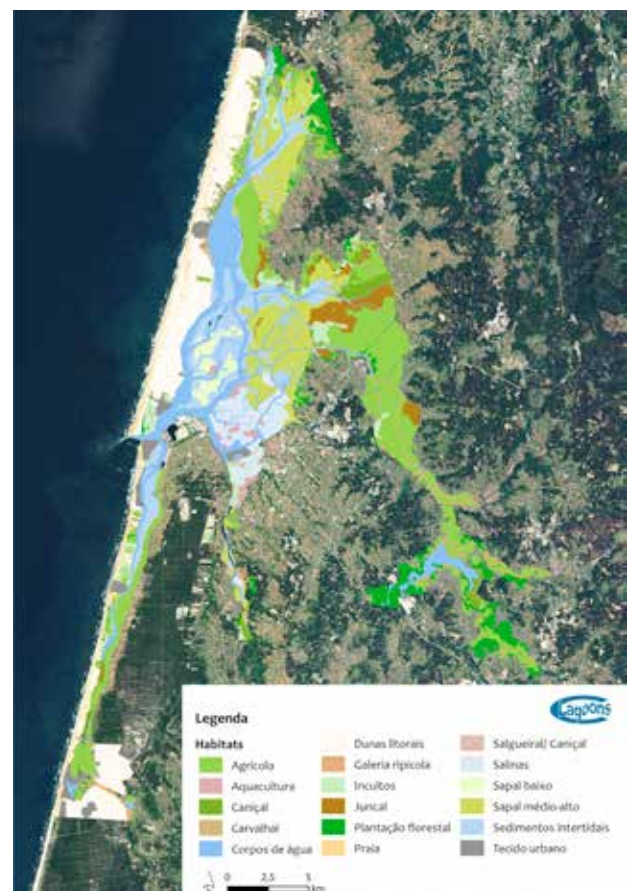 Lagoons
Legenda
Habitats
Agrícola
Aquacultura
Caniçal
Carvalhal
Corpos de água
Dunas litorais
Galeria ripícola
Incultos
Juncal
Plantação florestal
Praia
Salgueiral/ Caniçal
Salinas
Sapal baixo
Sapal médio-alto
Sedimentos intertidais
Tecido urbano
0 2,5 5
km